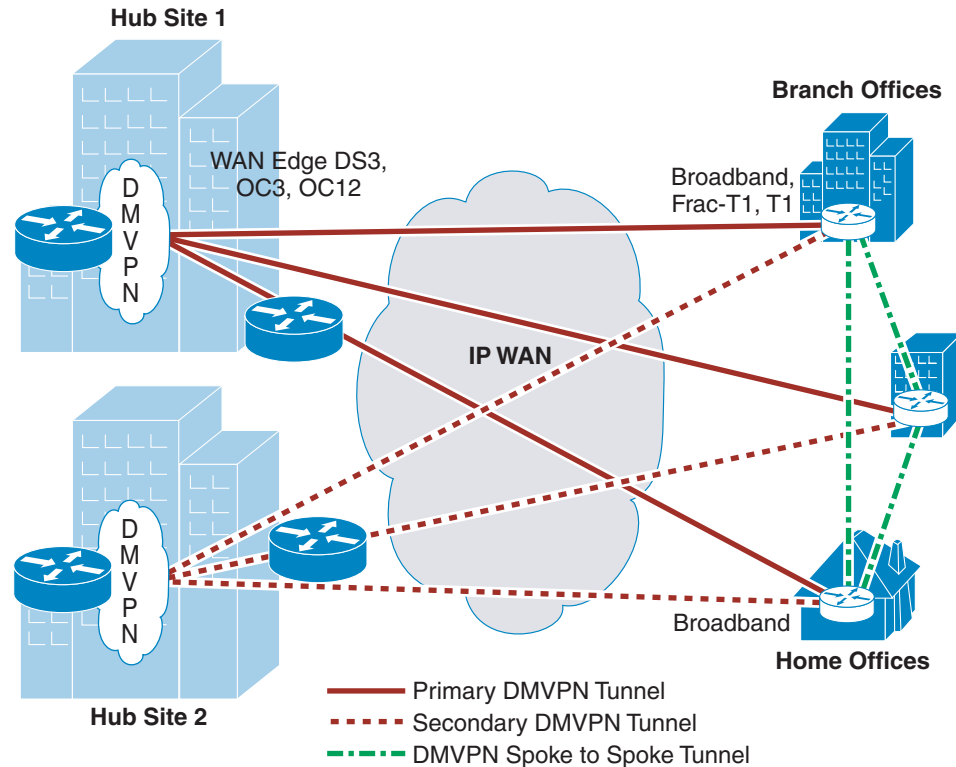 Hub Site 1
Branch Offices
WAN Edge DS3,
OC3, OC12
Broadband,
Frac-T1, T1
D
M
V
P
N
IP WAN
D
M
V
P
N
Broadband
Home Offices
Hub Site 2
Primary DMVPN Tunnel
Secondary DMVPN Tunnel
DMVPN Spoke to Spoke Tunnel